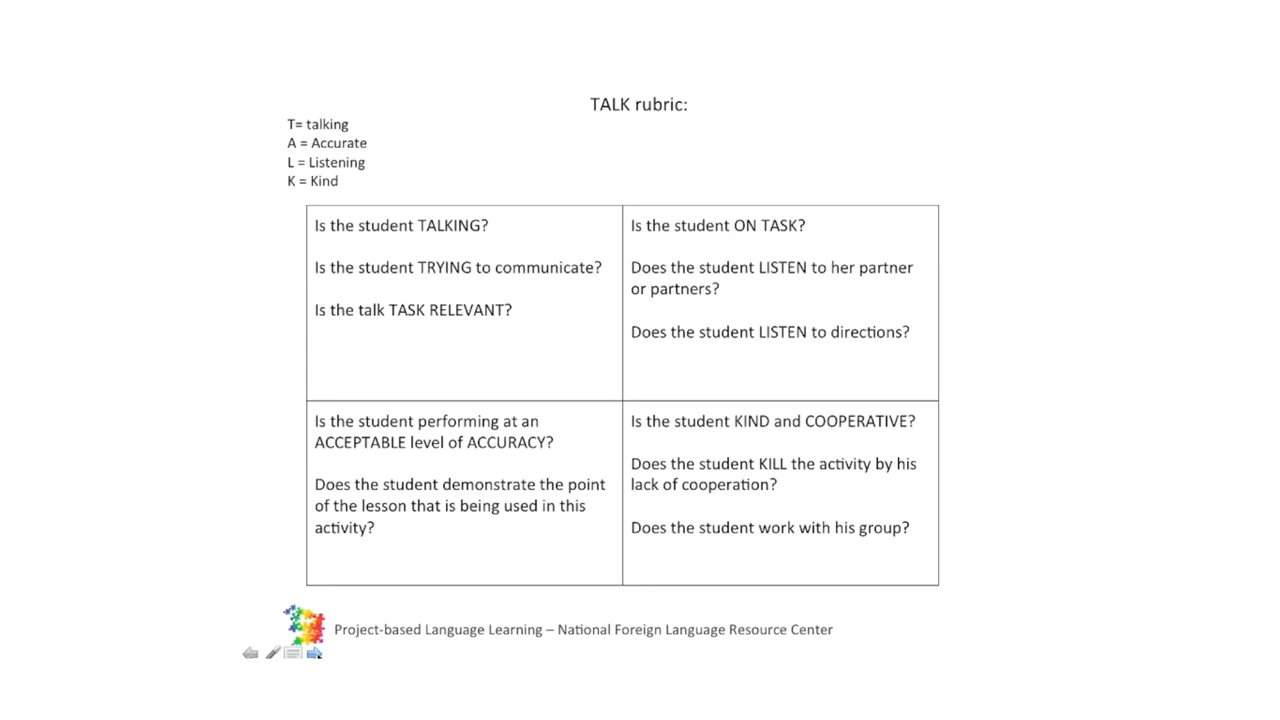 TALK rubric:
T= talking
A = Accurate
L = Listening
K = Kind
Is the student TALKING?
Is the student TRYING to communicate?
Is the talk TASK RELEVANT?
Is the student ON TASK?
Does the student LISTEN to her partner
or partners?
Does the student LISTEN to directions?
Is the student performing at an
ACCEPTABLE level of ACCURACY?
Does the student demonstrate the point
of the lesson that is being used in this
activity?
Is the student KIND and COOPERATIVE?
Does the student KILL the activity by his
lack of cooperation?
Does the student work with his group?
Project-based Language Learning – National Foreign Language Resource Center